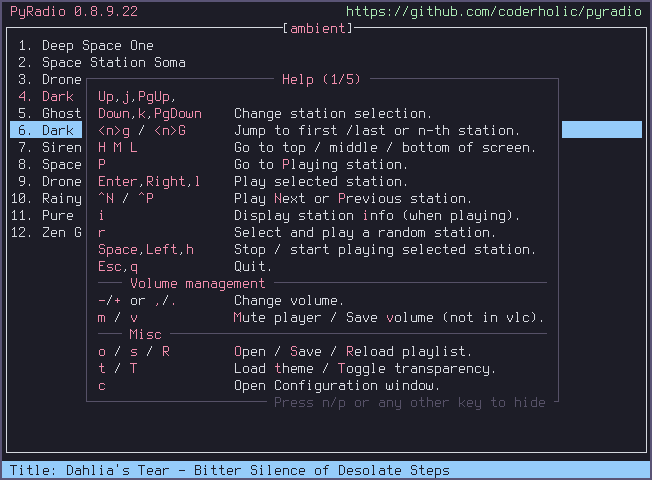 PyRadio 0.8.9.22 https://github.com/coderholic/pyradio
[ambient]
1. Deep Space One
2. Space Station Soma
3. Drone
4. Dark
5. Ghost
6. Dark
7. Siren
8. Space
9. Drone
10. Rainy
11. Pure
12. Zen G
Help (1/5)
Up,j,PgUp,
Down,k,PgDown Change station selection.
<n>g / <n>G Jump to first /last or n-th station.
H M L Go to top / middle / bottom of screen.
P Go to Playing station.
Enter,Right,l Play selected station.
^N / ^P Play Next or Previous station.
i Display station info (when playing).
r Select and play a random station.
Space,Left,h Stop / start playing selected station.
Esc,q Quit.
Volume management
-/+ or ,/. Change volume.
m / v Mute player / Save volume (not in vlc).
Misc
o / s / R Open / Save / Reload playlist.
t / T Load theme / Toggle transparency.
c Open Configuration window.
Press n/p or any other key to hide
Title: Dahlia's Tear - Bitter Silence of Desolate Steps